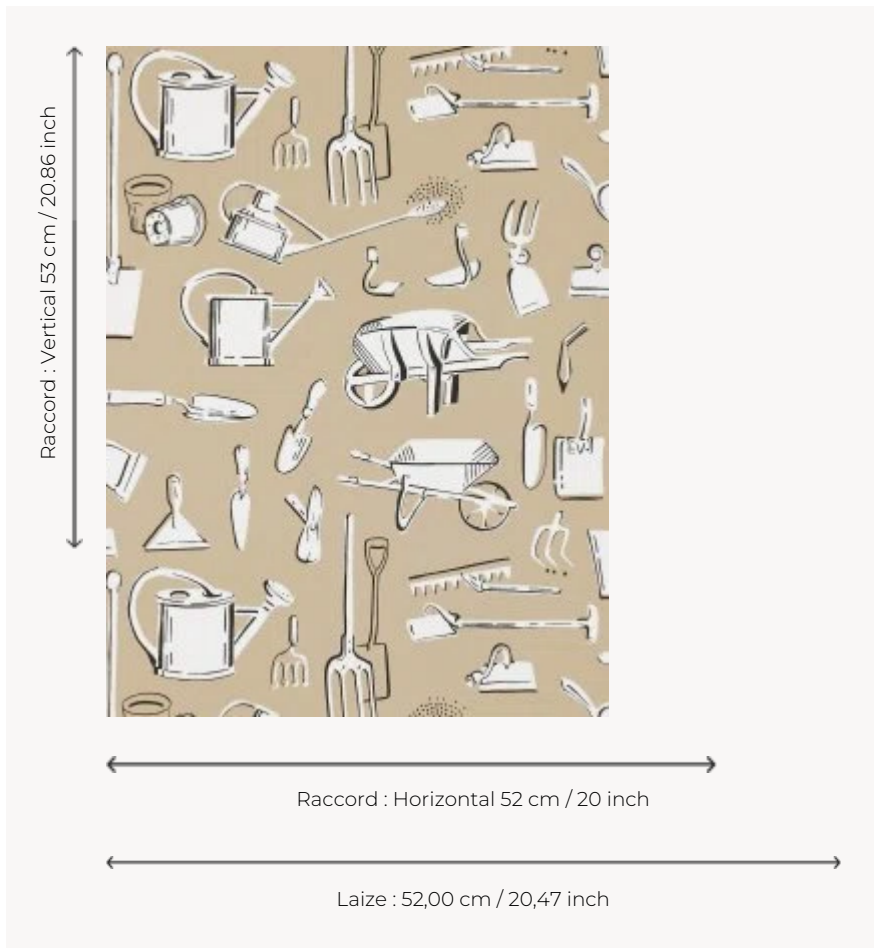 Raccord : Vertical 53 cm / 20.86 inch
Raccord : Horizontal 52 cm / 20 inch
Laize : 52,00 cm / 20,47 inch